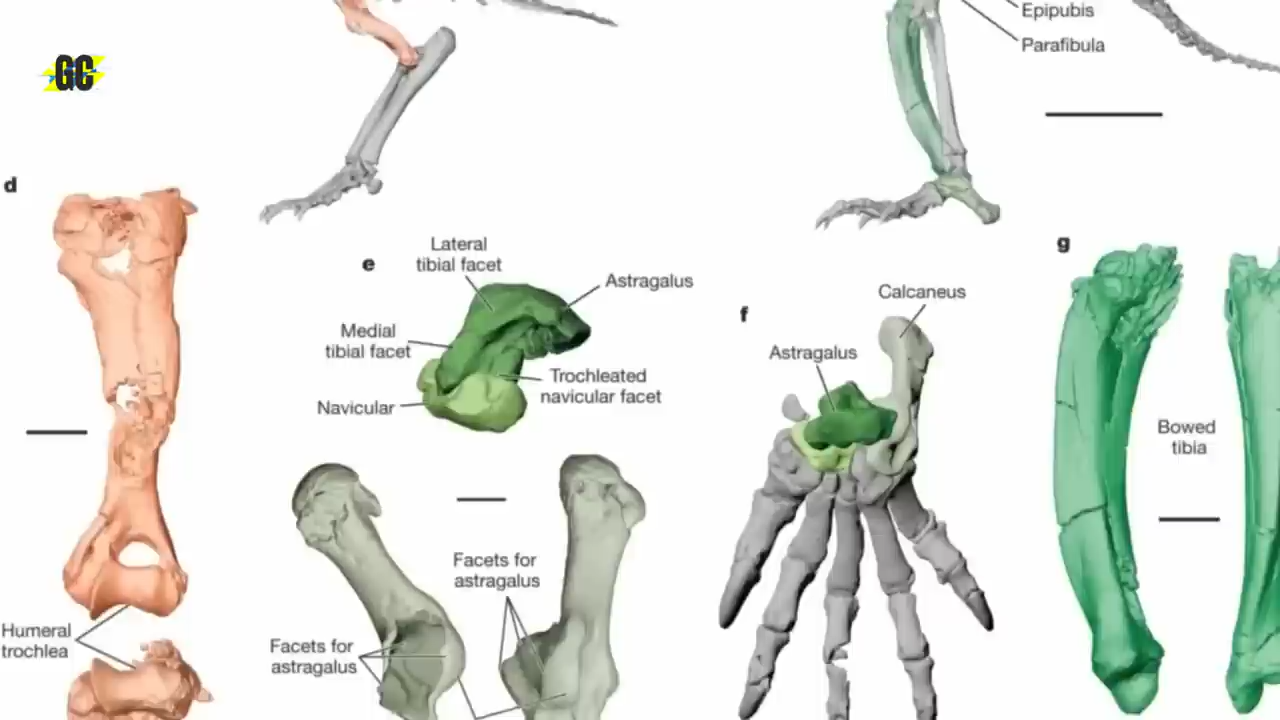 Epipubis
Parafibula
GC
d
Lateral
tibial facet
e
Astragalus
g
Calcaneus
f
Medial
tibial facet
Astragalus
Trochleated
navicular facet
Navicular
Bowed
tibia
Facets for
astragalus
Humeral
trochlea
Facets for
astragalus